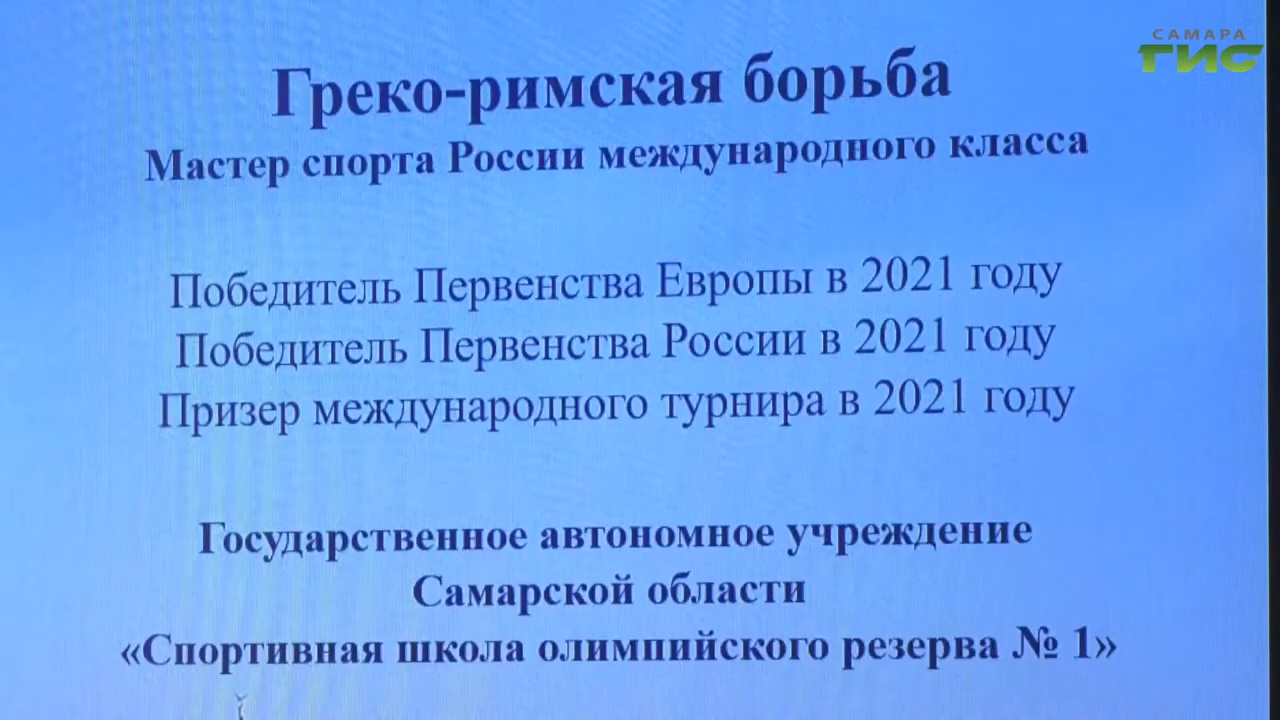 САМАРА
ГИС
Греко-римская борьба
Мастер спорта России международного класса
Победитель Первенства Европы в 2021 году
Победитель Первенства России в 2021 году
Призер международного турнира в 2021 году
Государственное автономное учреждение
Самарской области
«Спортивная школа олимпийского резерва № 1»